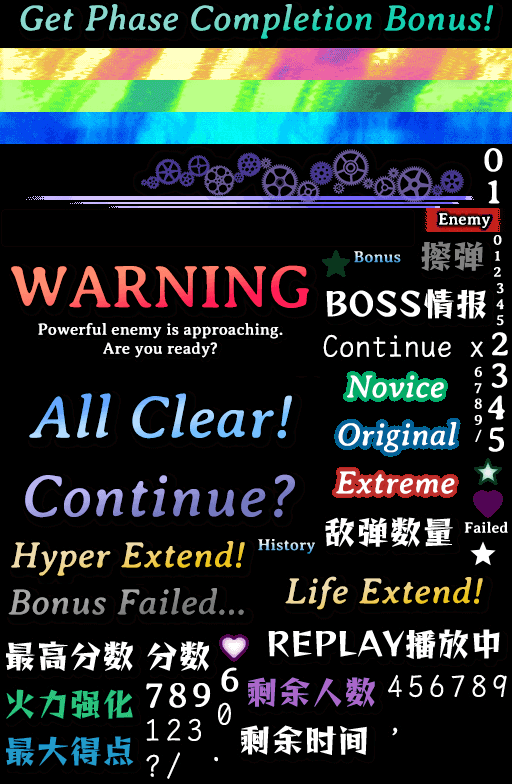 Get Phase Completion Bonus!
0
1
Enemy
擦弹
Bonus
0
1
2
3
4
5
WARNING
BOSS情报
Powerful enemy is approaching.
Are you ready?
Continue x
2
3
4
5
6
7
8
9
/
Novice
All Clear!
Original
Continue?
Extreme
敌弹数量
Failed
History
Hyper Extend!
Life Extend!
Bonus Failed...
REPLAY播放中
最高分数
分数
6
789
0
剩余人数
456789
火力强化
123
剩余时间
,
最大得点
?/
.